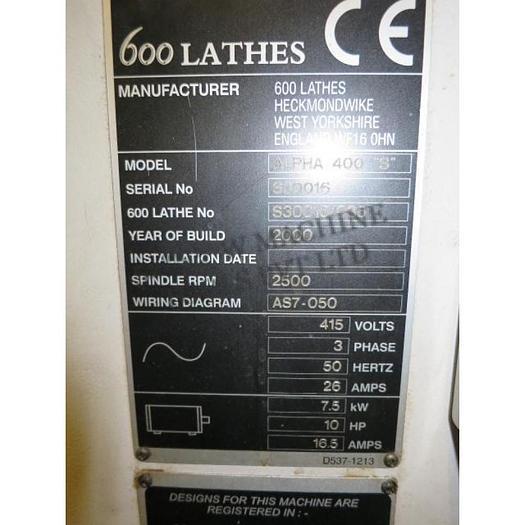 600 LATHES CE
MANUFACTURER 600 LATHES
HECKMONDWIKE
WEST YORKSHIRE
ENGLAND WF16 0HN
MODEL ALPHA 400 "S"
SERIAL No
600 LATHE No
YEAR OF BUILD 2000
INSTALLATION DATE
SPINDLE RPM 2500
WIRING DIAGRAM AS7-050
MACHINE
LTD
415 VOLTS
3 PHASE
50 HERTZ
26 AMPS
7.5 kW
10 HP
16.5 AMPS
D537-1213
DESIGNS FOR THIS MACHINE ARE
REGISTERED IN : -